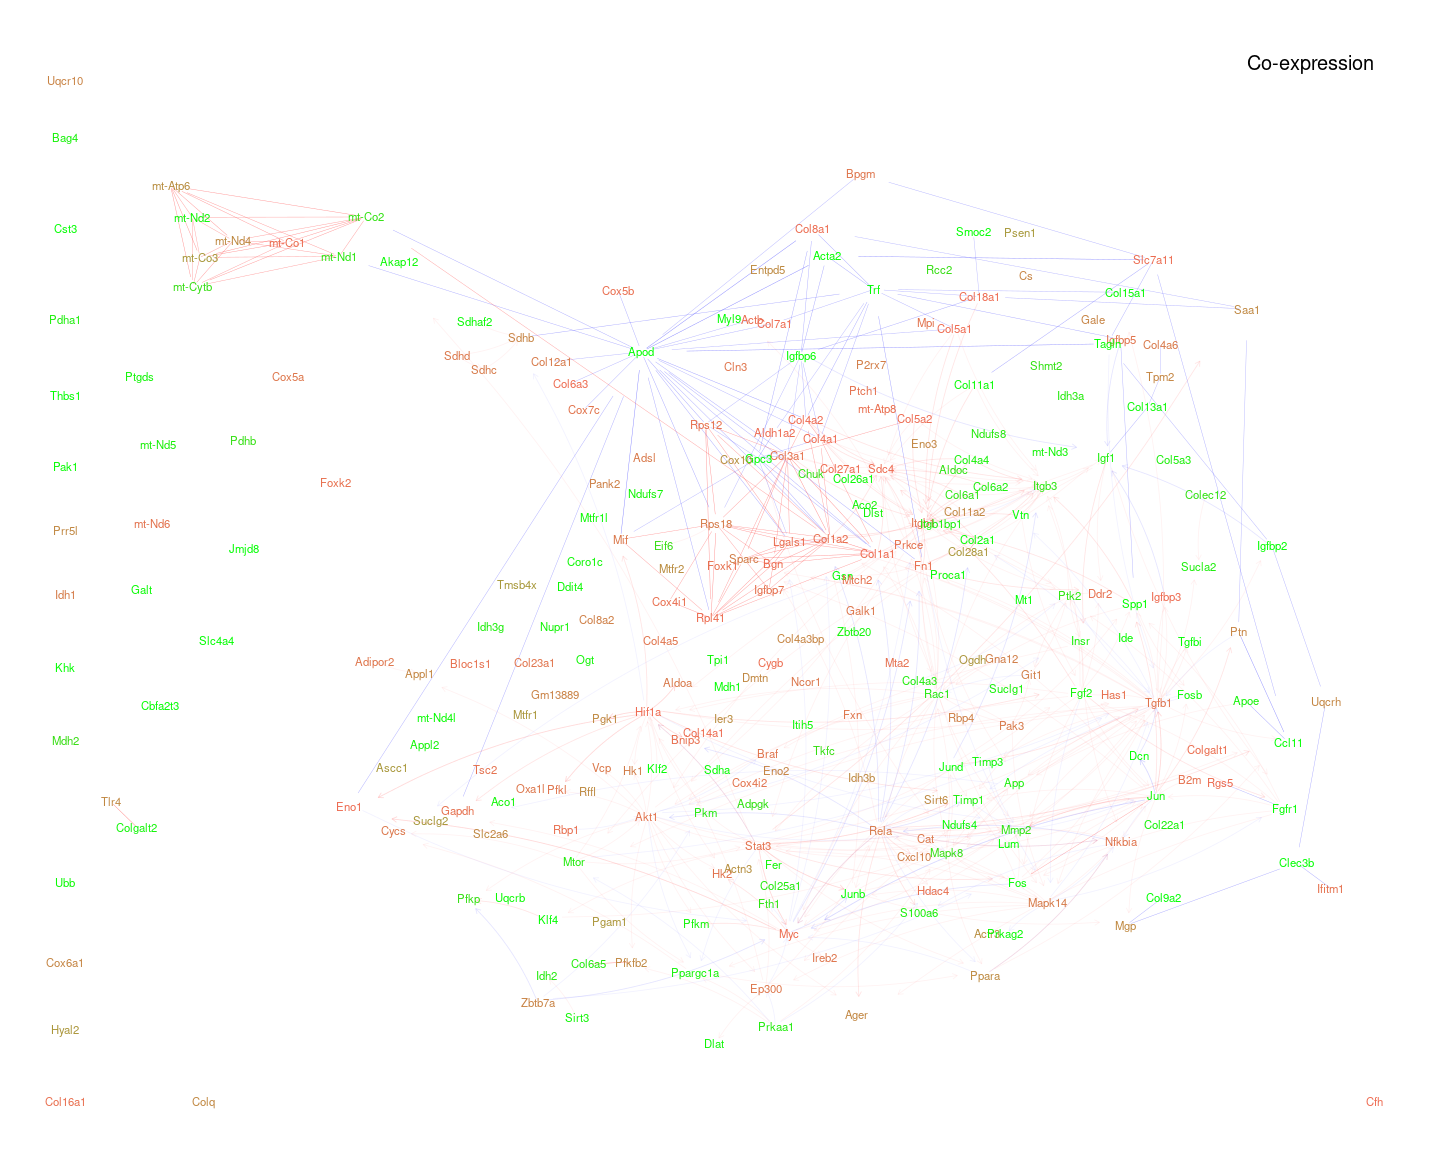 Co-expression
Uqcr10
Bag4
Bpgm
mt-Atp6
mt-Nd2
mt-Co2
Cst3
Col8a1
Smoc2
Psen1
mt-Nd4
mt-Co1
mt-Co3
mt-Nd1
Akap12
Acta2
Slc7a11
Entpd5
Rcc2
Cs
mt-Cytb
Cox5b
Trf
Col18a1
Col15a1
Saa1
Pdha1
Sdhaf2
Myl9
Actb
Col7a1
Mpi
Col5a1
Gale
Sdhb
Igfbp5
Tagln
Col4a6
Sdhd
Apod
Igfbp6
Sdhc
Col12a1
Cln3
P2rx7
Shmt2
Ptgds
Cox5a
Col6a3
Tpm2
Thbs1
Ptch1
Col11a1
Idh3a
Cox7c
mt-Atp8
Col13a1
Rps12
Col4a2
Col5a2
Aldh1a2
Col4a1
Ndufs8
mt-Nd5
Pdhb
Eno3
mt-Nd3
Adsl
Gpc3
Col3a1
Col4a4
Igf1
Col5a3
Pak1
Col27a1
Sdc4
Aldoc
Foxk2
Pank2
Chuk
Col26a1
Col6a2
Itgb3
Ndufs7
Col6a1
Colec12
Aco2
Dlst
Col11a2
Vtn
Prr5l
mt-Nd6
Mtfr1l
Rps18
Itgb1bp1
Mif
Eif6
Lgals1
Col1a2
Prkce
Col2a1
Igfbp2
Jmjd8
Coro1c
Sparc
Col1a1
Col28a1
Mtfr2
Foxk1
Bgn
Fn1
Sucla2
Tmsb4x
Ddit4
Gsn
Mtch2
Proca1
Galt
Igfbp7
Idh1
Cox4i1
Mt1
Ptk2
Ddr2
Spp1
Igfbp3
Col8a2
Rpl41
Galk1
Idh3g
Nupr1
Col4a5
Col4a3bp
Zbtb20
Ptn
Slc4a4
Insr
Ide
Tgfbi
Khk
Adipor2
Appl1
Bloc1s1
Col23a1
Ogt
Tpi1
Cygb
Mta2
Ogdh
Gna12
Git1
Dmtn
Aldoa
Mdh1
Ncor1
Col4a3
Rac1
Suclg1
Fgf2
Has1
Tgfb1
Fosb
Apoe
Uqcrh
Gm13889
Cbfa2t3
mt-Nd4l
Mtfr1
Pgk1
Hif1a
Ier3
Itih5
Fxn
Rbp4
Pak3
Mdh2
Appl2
Bnip3
Col14a1
Braf
Tkfc
Dcn
Colgalt1
Ccl11
Ascc1
Tsc2
Vcp
Hk1
Klf2
Sdha
Eno2
Idh3b
Jund
Timp3
B2m
Rgs5
Oxa1l
Pfkl
Rffl
Cox4i2
App
Tlr4
Eno1
Gapdh
Aco1
Akt1
Pkm
Adpgk
Sirt6
Timp1
Jun
Fgfr1
Colgalt2
Cycs
Suclg2
Slc2a6
Rbp1
Stat3
Rela
Cat
Ndufs4
Mmp2
Lum
Col22a1
Nfkbia
Mtor
Actn3
Hk2
Fer
Cxcl10
Mapk8
Clec3b
Ubb
Col25a1
Fos
Ifitm1
Pfkp
Uqcrb
Fth1
Junb
Hdac4
S100a6
Mapk14
Col9a2
Klf4
Pgam1
Pfkm
Myc
Prkag2
Mgp
Cox6a1
Col6a5
Pfkfb2
Ppargc1a
Ireb2
Ppara
Idh2
Ep300
Zbtb7a
Sirt3
Prkaa1
Ager
Hyal2
Dlat
Col16a1
Colq
Cfh